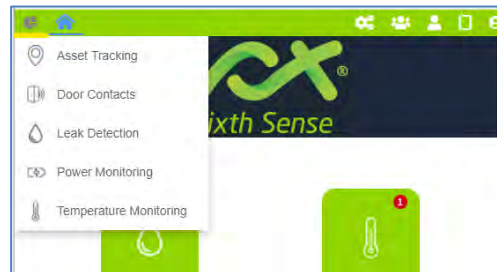 Asset Tracking
®
Door Contacts
Leak Detection
ixth Sense
Power Monitoring
Temperature Monitoring
1